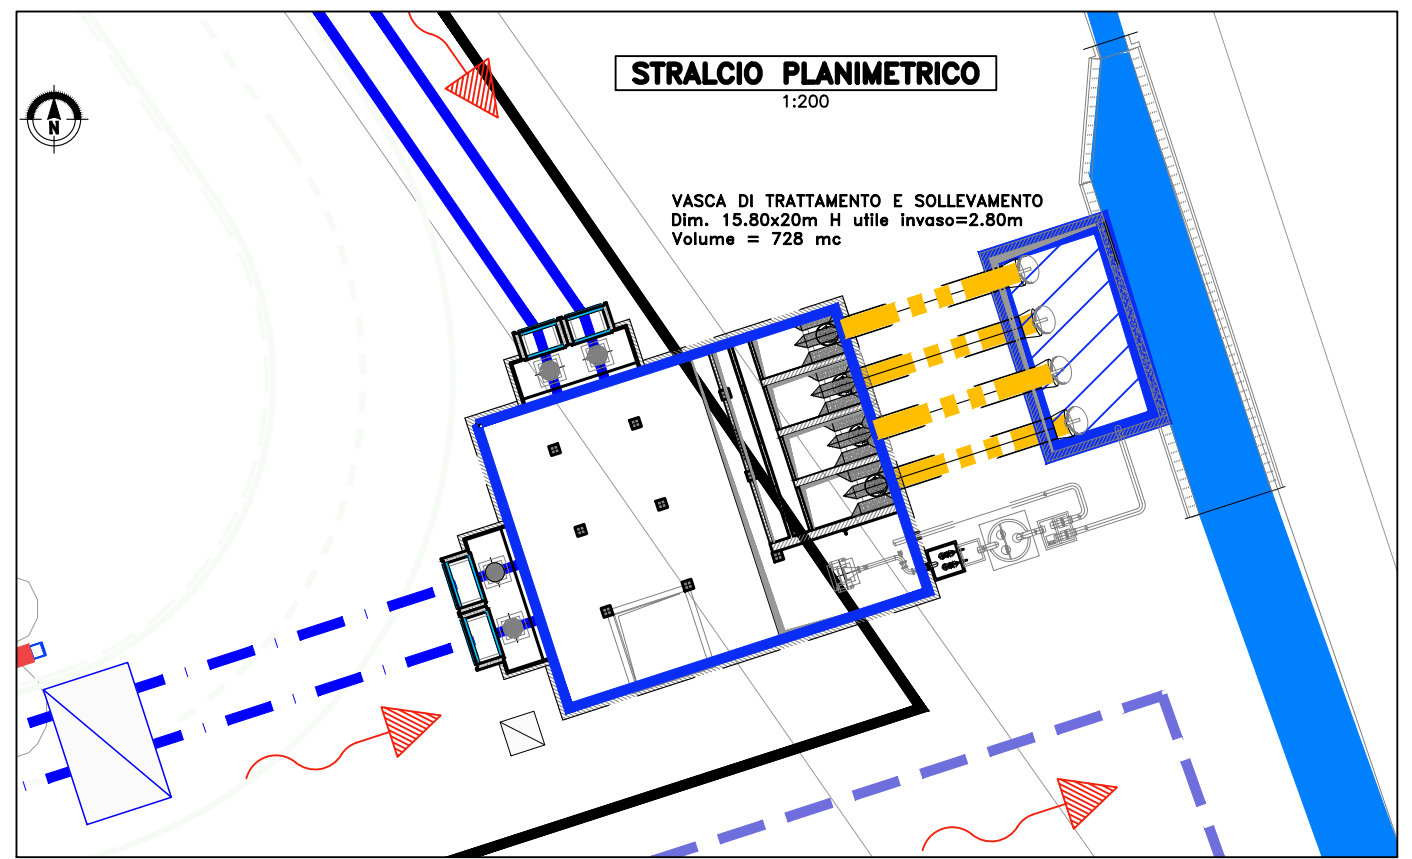 STRALCIO PLANIMETRICO
1:200
N
VASCA DI TRATTAMENTO E SOLLEVAMENTO
Dim. 15.80x20m H utile invaso=2.80m
Volume = 728 mc